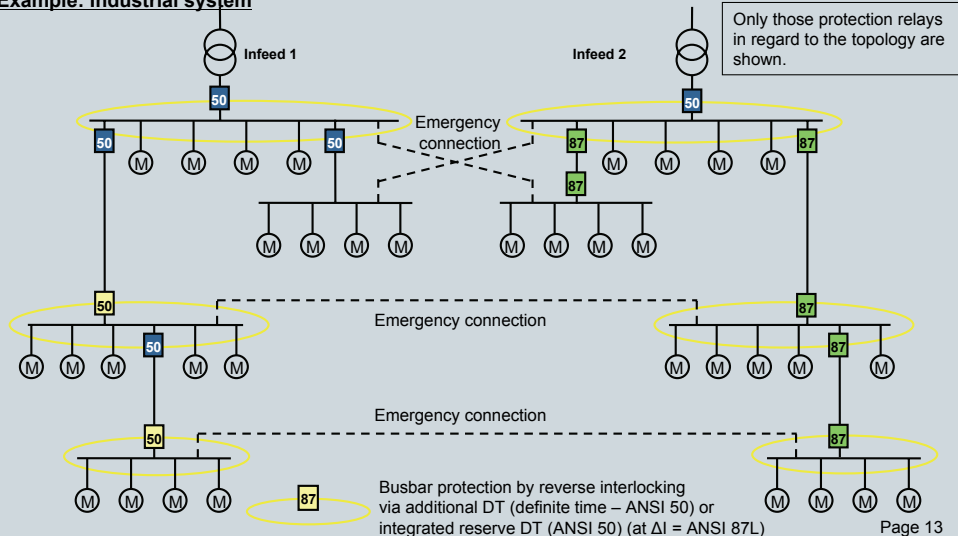 Example: Industrial system
Only those protection relays
in regard to the topology are
shown.
Infeed 1
Infeed 2
50
50
50
50
87
87
M
M
M
M
Emergency
connection
M
M
M
M
87
M
M
M
M
M
M
M
M
50
87
Emergency connection
50
87
M
M
M
M
M
M
M
M
M
M
Emergency connection
50
87
M
M
M
M
M
M
M
M
87
Busbar protection by reverse interlocking
via additional DT (definite time – ANSI 50) or
integrated reserve DT (ANSI 50) (at ΔI = ANSI 87L)
Page 13